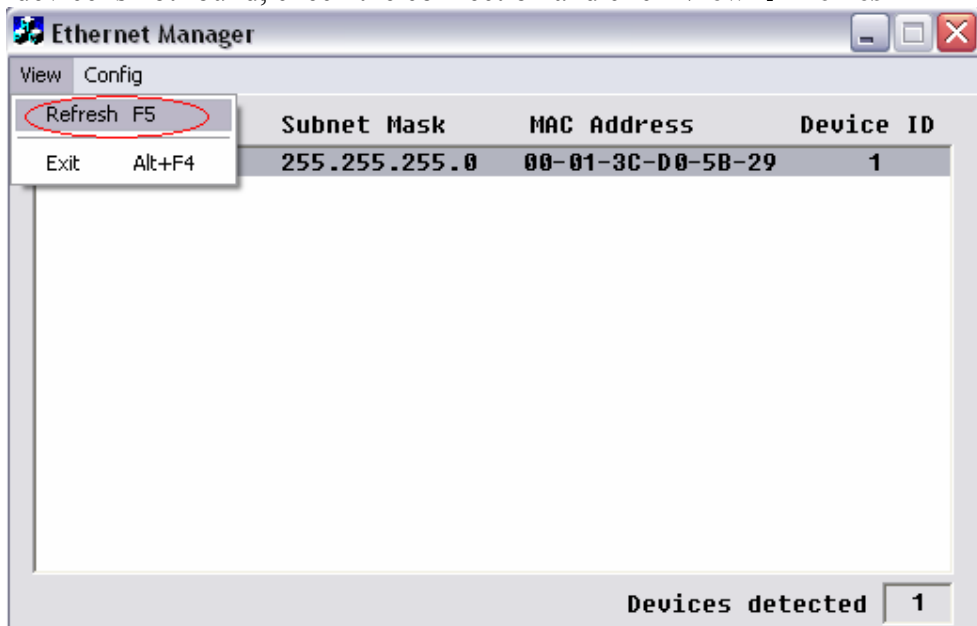 Ethernet Manager
View Config
Refresh F5
Subnet Mask MAC Address Device ID
Exit Alt+F4
255.255.255.0 00-01-3C-D0-5B-29 1
Devices detected 1